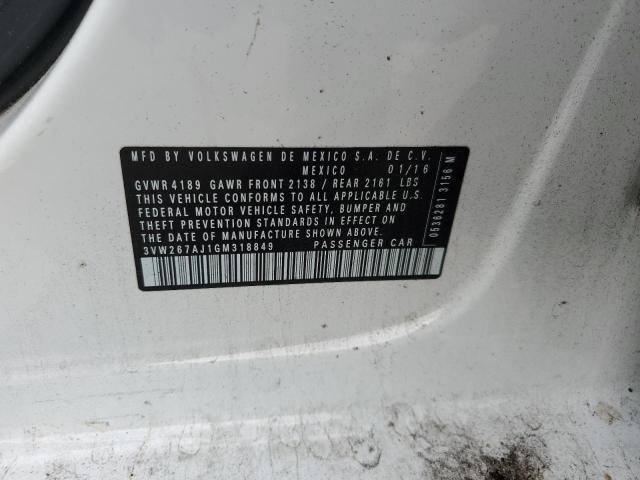 MFD BY VOLKSWAGEN DE MEXICO S.A. DE C.V.
MEXICO 01/16
GVWR 4189 GAWR FRONT 2138 / REAR 2161 LBS
THIS VEHICLE CONFORMS TO ALL APPLICABLE U.S.
FEDERAL MOTOR VEHICLE SAFETY, BUMPER AND
THEFT PREVENTION STANDARDS IN EFFECT ON
THE DATE OF MANUFACTURE SHOWN ABOVE.
3VW267AJ1GM318849 PASSENGER CAR
0536281 3156 M